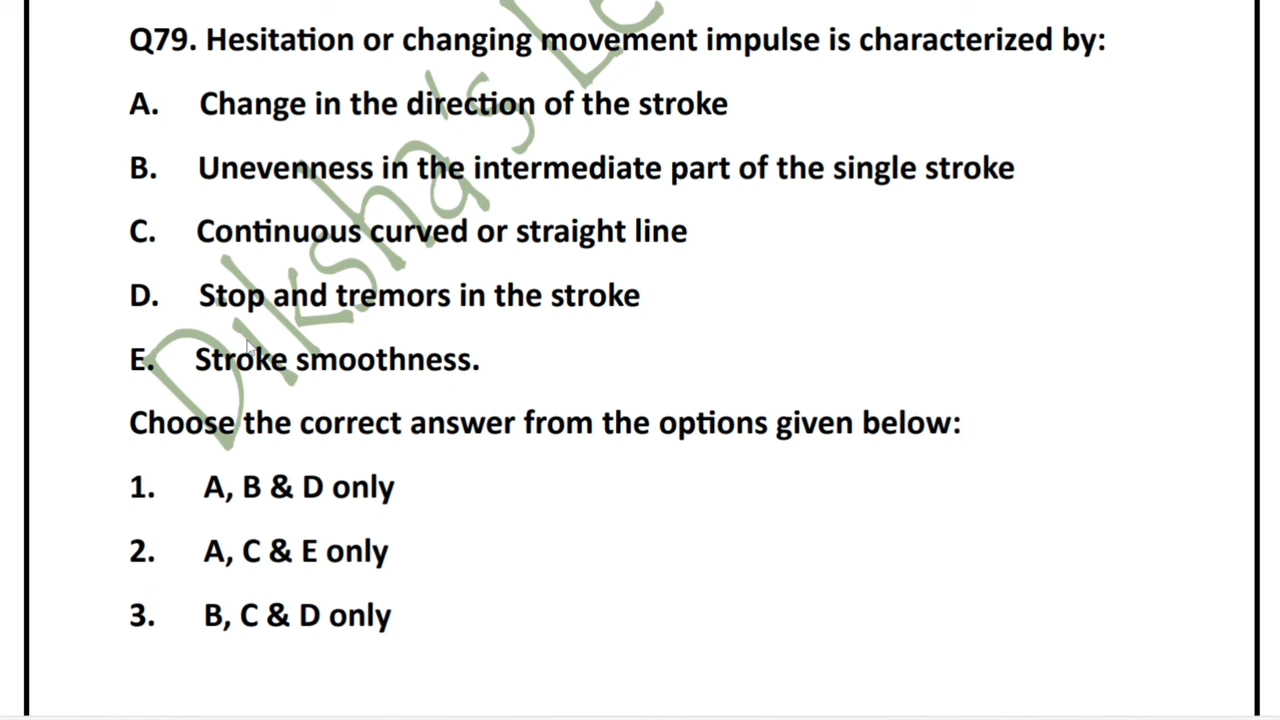 Q79. Hesitation or changing movement impulse is characterized by:
A. Change in the direction of the stroke
B. Unevenness in the intermediate part of the single stroke
C. Continuous curved or straight line
D. Stop and tremors in the stroke
E. Stroke smoothness.
Choose the correct answer from the options given below:
1. A, B & D only
2. A, C & E only
3. B, C & D only
Diksha's Le